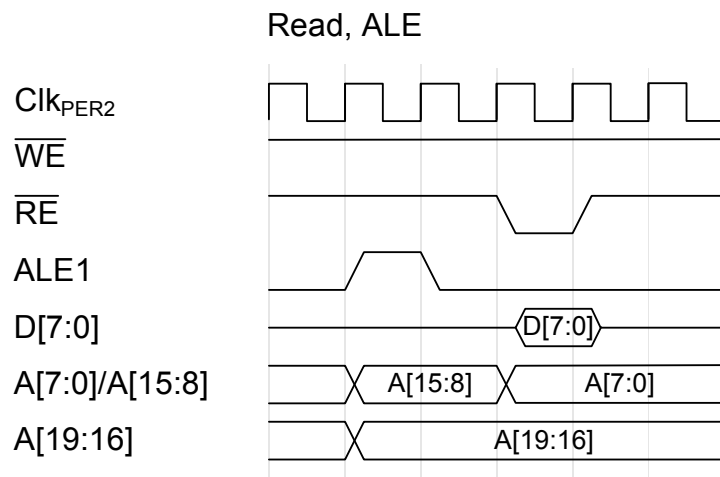 Read, ALE
ClkPER2
WE
RE
ALE1
D[7:0] D[7:0]
A[7:0]/A[15:8] A[15:8] A[7:0]
A[19:16] A[19:16]